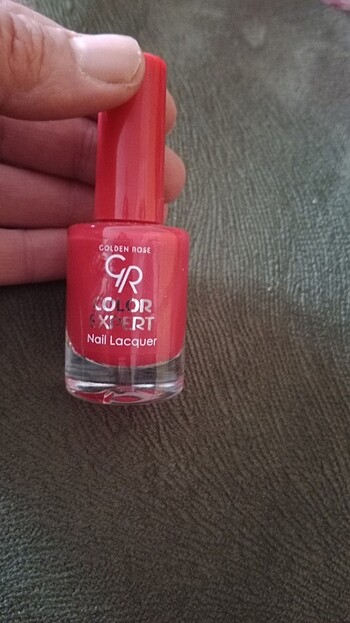 GOLDEN ROSE
GR
COLOR
EXPERT
Nail Lacquer